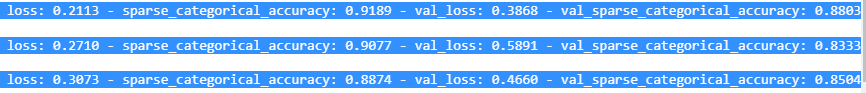 loss: 0.2113 - sparse_categorical_accuracy: 0.9189 - val_loss: 0.3868 - val_sparse_categorical_accuracy: 0.8803
loss: 0.2710 - sparse_categorical_accuracy: 0.9077 - val_loss: 0.5891 - val_sparse_categorical_accuracy: 0.8333
loss: 0.3073 - sparse_categorical_accuracy: 0.8874 - val_loss: 0.4660 - val_sparse_categorical_accuracy: 0.8504